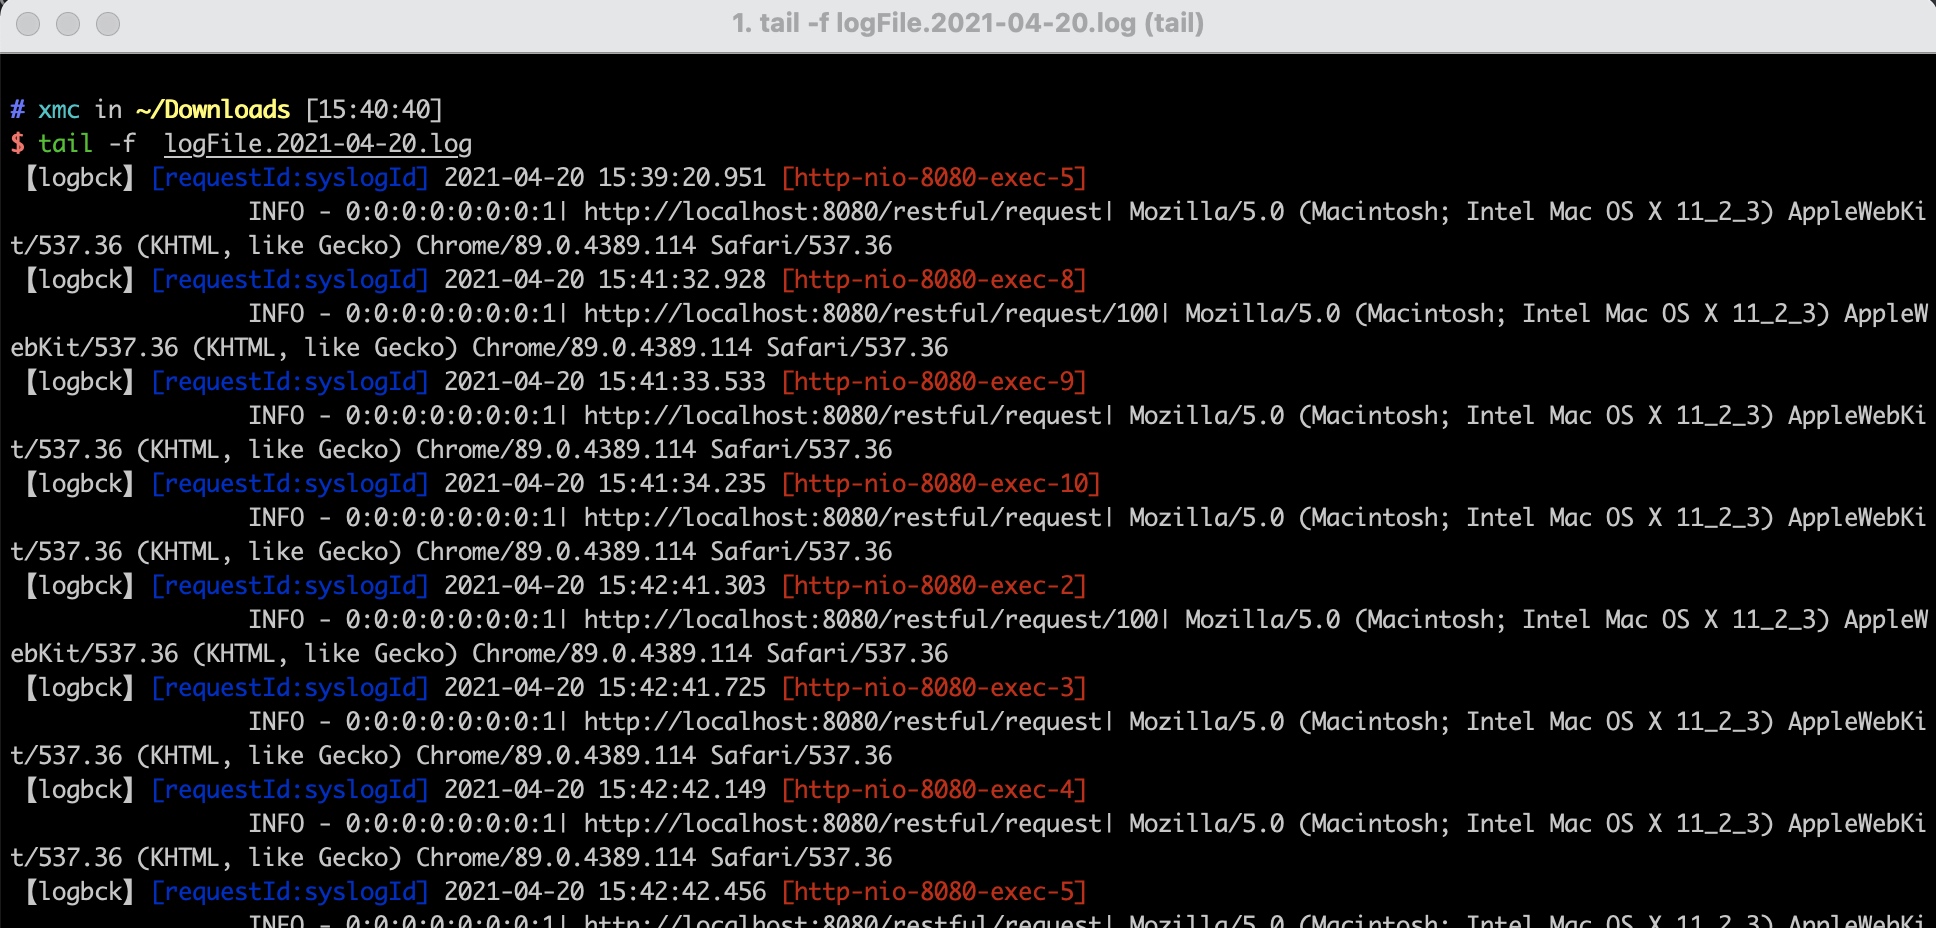 1. tail -f logFile.2021-04-20.log (tail)
# xmc in ~/Downloads [15:40:40]
$ tail -f  logFile.2021-04-20.log
【logbck】[requestId:syslogId] 2021-04-20 15:39:20.951 [http-nio-8080-exec-5]
INFO - 0:0:0:0:0:0:0:1| http://localhost:8080/restful/request| Mozilla/5.0 (Macintosh; Intel Mac OS X 11_2_3) AppleWebKi
t/537.36 (KHTML, like Gecko) Chrome/89.0.4389.114 Safari/537.36
【logbck】[requestId:syslogId] 2021-04-20 15:41:32.928 [http-nio-8080-exec-8]
INFO - 0:0:0:0:0:0:0:1| http://localhost:8080/restful/request/100| Mozilla/5.0 (Macintosh; Intel Mac OS X 11_2_3) AppleW
ebKit/537.36 (KHTML, like Gecko) Chrome/89.0.4389.114 Safari/537.36
【logbck】[requestId:syslogId] 2021-04-20 15:41:33.533 [http-nio-8080-exec-9]
INFO - 0:0:0:0:0:0:0:1| http://localhost:8080/restful/request| Mozilla/5.0 (Macintosh; Intel Mac OS X 11_2_3) AppleWebKi
t/537.36 (KHTML, like Gecko) Chrome/89.0.4389.114 Safari/537.36
【logbck】[requestId:syslogId] 2021-04-20 15:41:34.235 [http-nio-8080-exec-10]
INFO - 0:0:0:0:0:0:0:1| http://localhost:8080/restful/request| Mozilla/5.0 (Macintosh; Intel Mac OS X 11_2_3) AppleWebKi
t/537.36 (KHTML, like Gecko) Chrome/89.0.4389.114 Safari/537.36
【logbck】[requestId:syslogId] 2021-04-20 15:42:41.303 [http-nio-8080-exec-2]
INFO - 0:0:0:0:0:0:0:1| http://localhost:8080/restful/request/100| Mozilla/5.0 (Macintosh; Intel Mac OS X 11_2_3) AppleW
ebKit/537.36 (KHTML, like Gecko) Chrome/89.0.4389.114 Safari/537.36
【logbck】[requestId:syslogId] 2021-04-20 15:42:41.725 [http-nio-8080-exec-3]
INFO - 0:0:0:0:0:0:0:1| http://localhost:8080/restful/request| Mozilla/5.0 (Macintosh; Intel Mac OS X 11_2_3) AppleWebKi
t/537.36 (KHTML, like Gecko) Chrome/89.0.4389.114 Safari/537.36
【logbck】[requestId:syslogId] 2021-04-20 15:42:42.149 [http-nio-8080-exec-4]
INFO - 0:0:0:0:0:0:0:1| http://localhost:8080/restful/request| Mozilla/5.0 (Macintosh; Intel Mac OS X 11_2_3) AppleWebKi
t/537.36 (KHTML, like Gecko) Chrome/89.0.4389.114 Safari/537.36
【logbck】[requestId:syslogId] 2021-04-20 15:42:42.456 [http-nio-8080-exec-5]
INFO - 0:0:0:0:0:0:0:1| http://localhost:8080/restful/request| Mozilla/5.0 (Macintosh; Intel Mac OS X 11_2_3) AppleWebKi